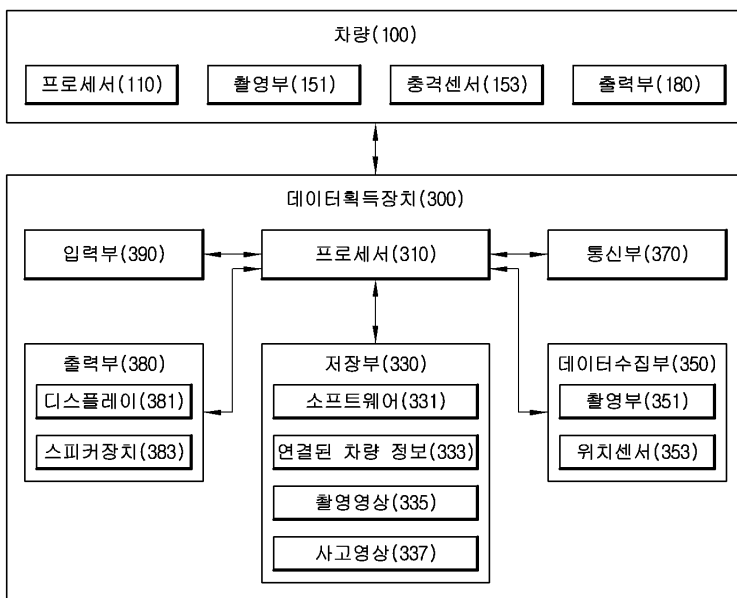 차량(100)
프로세서(110)
촬영부(151)
충격센서(153)
출력부(180)
데이터획득장치(300)
입력부(390)
프로세서(310)
통신부(370)
출력부(380)
디스플레이(381)
스피커장치(383)
저장부(330)
소프트웨어(331)
연결된 차량 정보(333)
촬영영상(335)
사고영상(337)
데이터수집부(350)
촬영부(351)
위치센서(353)